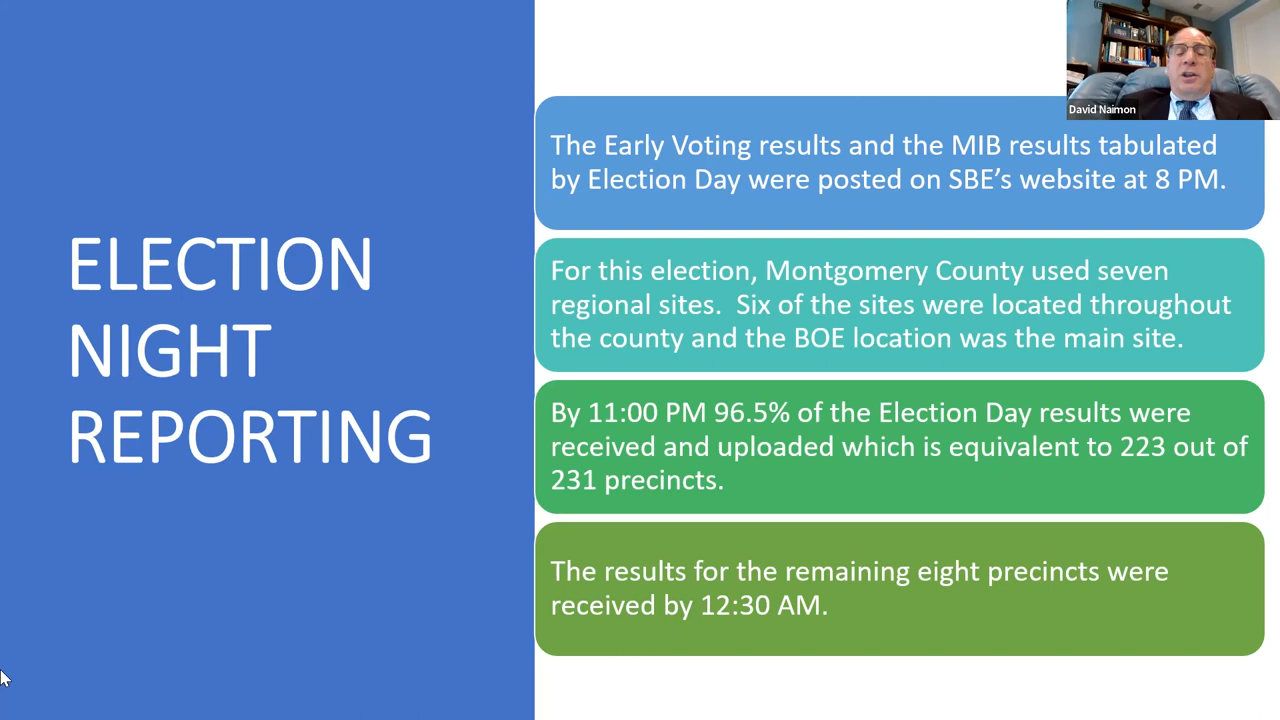 David Naimon
ELECTION
NIGHT
REPORTING
The Early Voting results and the MIB results tabulated
by Election Day were posted on SBE’s website at 8 PM.
For this election, Montgomery County used seven
regional sites.  Six of the sites were located throughout
the county and the BOE location was the main site.
By 11:00 PM 96.5% of the Election Day results were
received and uploaded which is equivalent to 223 out of
231 precincts.
The results for the remaining eight precincts were
received by 12:30 AM.